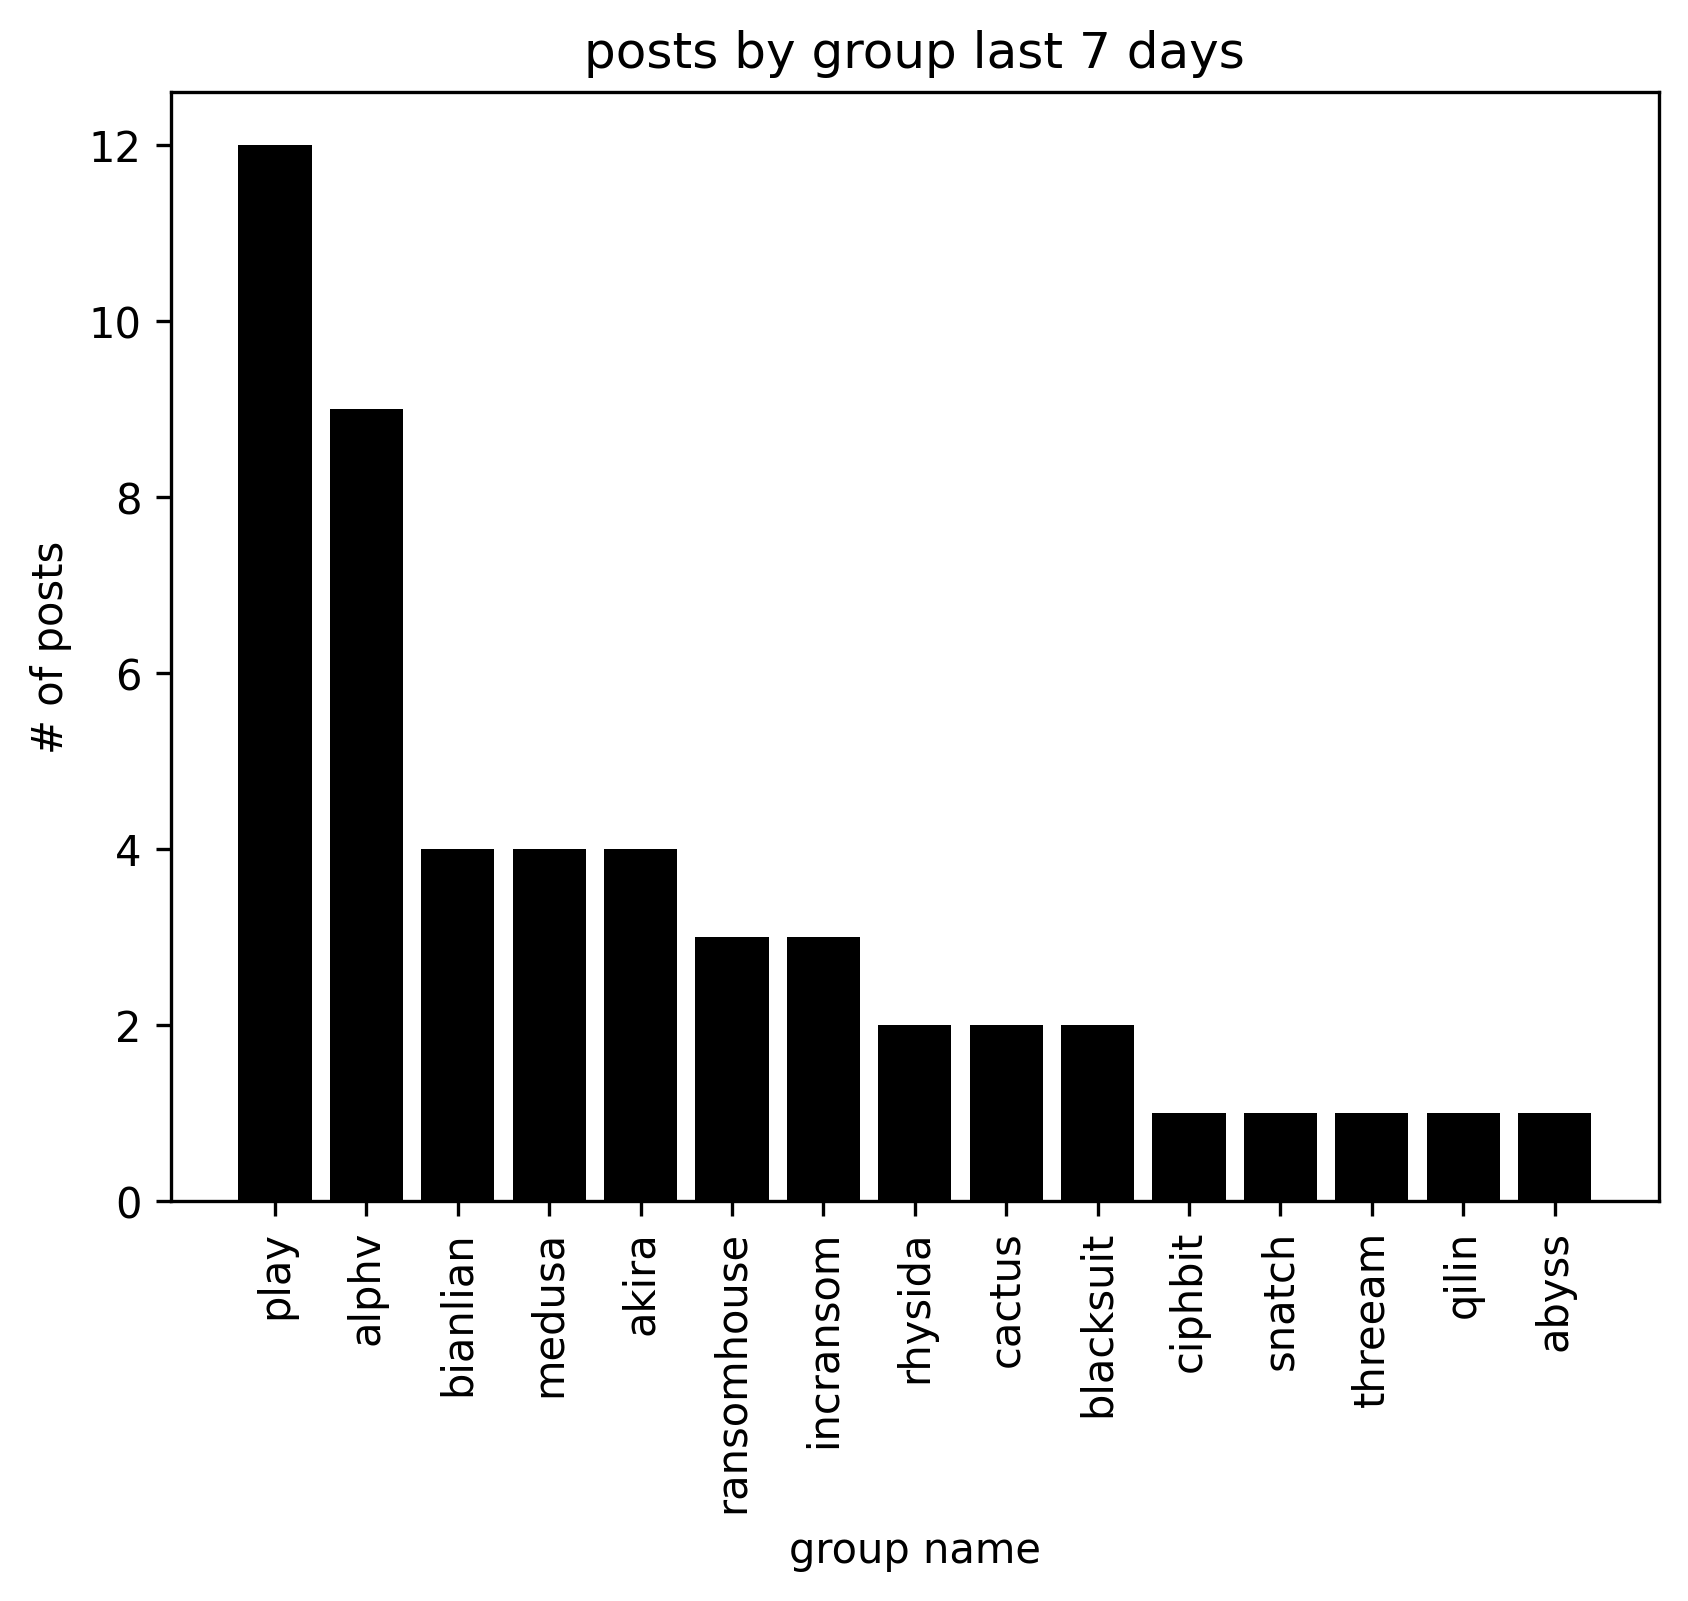 posts by group last 7 days
# of posts
12
10
8
6
4
2
0
play
alphv
bianlian
medusa
akira
ransomhouse
incransom
rhysida
cactus
blacksuit
ciphbit
snatch
threeam
qilin
abyss
group name